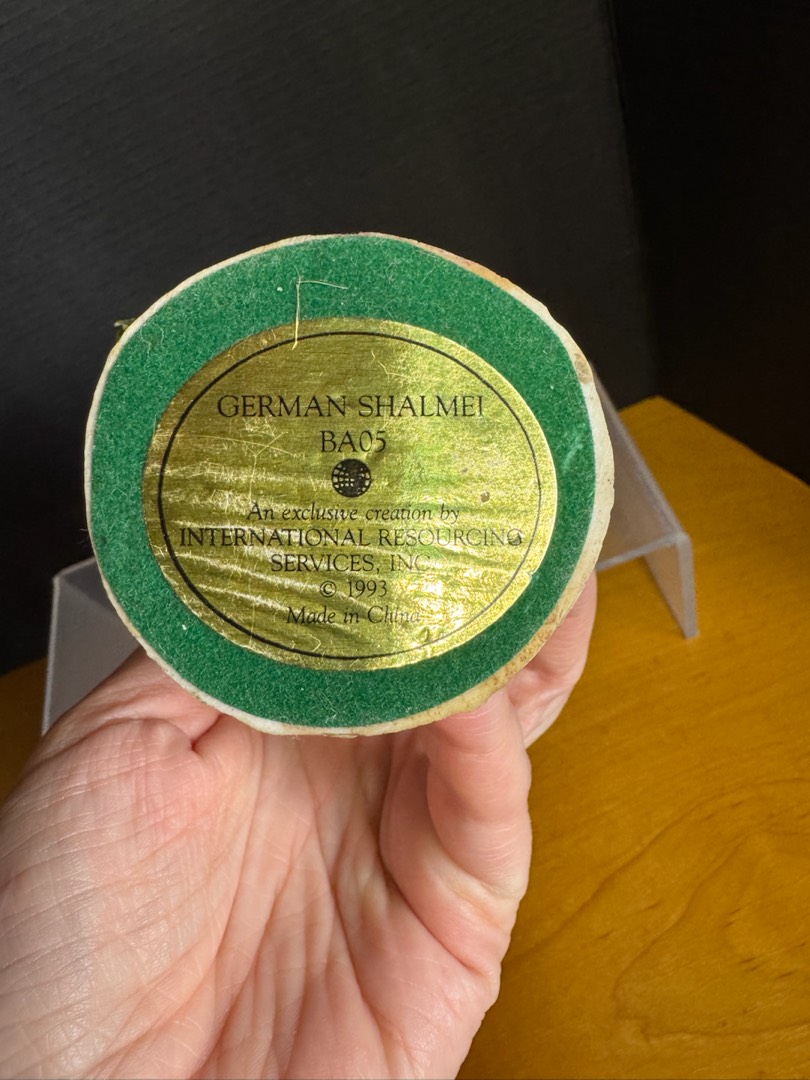 GERMAN SHALMEI
BA05
An exclusive creation by
INTERNATIONAL RESOURCING
SERVICES, INC.
© 1993
Made in China